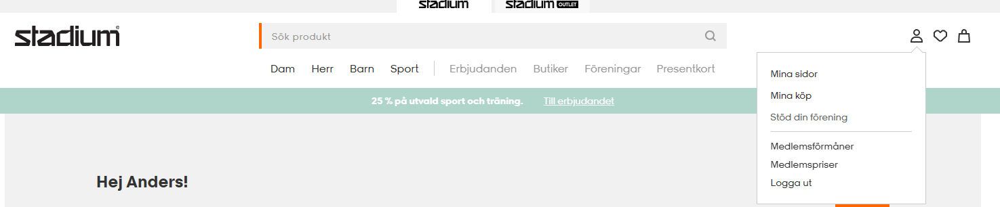 stadium stadium OUTLET
stadium
Sök produkt
Dam Herr Barn Sport Erbjudanden Butiker Föreningar Presentkort
25 % på utvald sport och träning. Till erbjudandet
Mina sidor
Mina köp
Stöd din förening
Medlemsförmåner
Medlemspriser
Logga ut
Hej Anders!